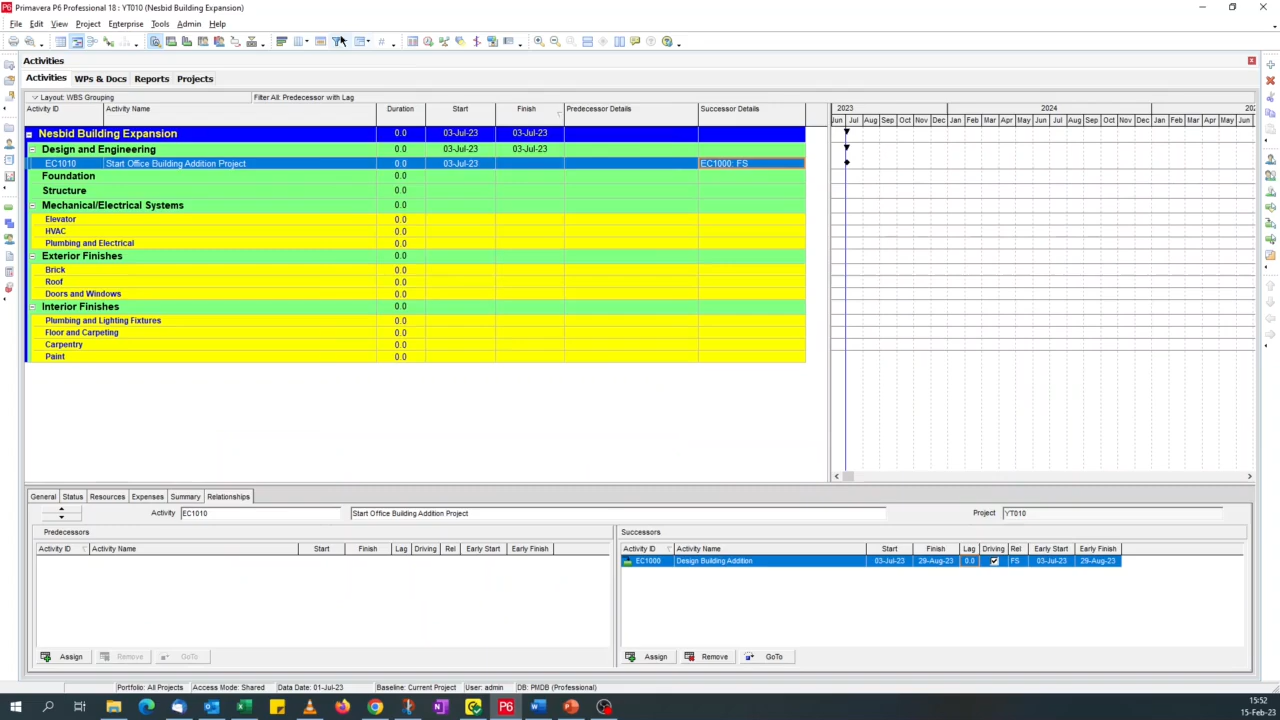 Primavera P6 Professional 18 : YT010 (Nesbid Building Expansion)
File Edit View Project Enterprise Tools Admin Help
Activities
Activities WPs & Docs Reports Projects
Layout: WBS Grouping Filter All: Predecessor with Lag
Activity ID Activity Name Duration Start Finish Predecessor Details Successor Details 2023 2024
Jun Jul Aug Sep Oct Nov Dec Jan Feb Mar Apr May Jun Jul Aug Sep Oct Nov Dec Jan Feb Mar Apr May Jun
Nesbid Building Expansion 0.0 03-Jul-23 03-Jul-23
Design and Engineering 0.0 03-Jul-23 03-Jul-23
EC1010 Start Office Building Addition Project 0.0 03-Jul-23 EC1000: FS
Foundation 0.0
Structure 0.0
Mechanical/Electrical Systems 0.0
Elevator 0.0
HVAC 0.0
Plumbing and Electrical 0.0
Exterior Finishes 0.0
Brick 0.0
Roof 0.0
Doors and Windows 0.0
Interior Finishes 0.0
Plumbing and Lighting Fixtures 0.0
Floor and Carpeting 0.0
Carpentry 0.0
Paint 0.0
General Status Resources Expenses Summary Relationships
Activity EC1010 Start Office Building Addition Project Project YT010
Predecessors Successors
Activity ID Activity Name Start Finish Lag Driving Rel Early Start Early Finish Activity ID Activity Name Start Finish Lag Driving Rel Early Start Early Finish
EC1000 Design Building Addition 03-Jul-23 29-Aug-23 0.0 FS 03-Jul-23 29-Aug-23
Assign Remove GoTo Assign Remove GoTo
Portfolio: All Projects Access Mode: Shared Data Date: 01-Jul-23 Baseline: Current Project User: admin DB: PMDB (Professional)
15:52
15-Feb-23